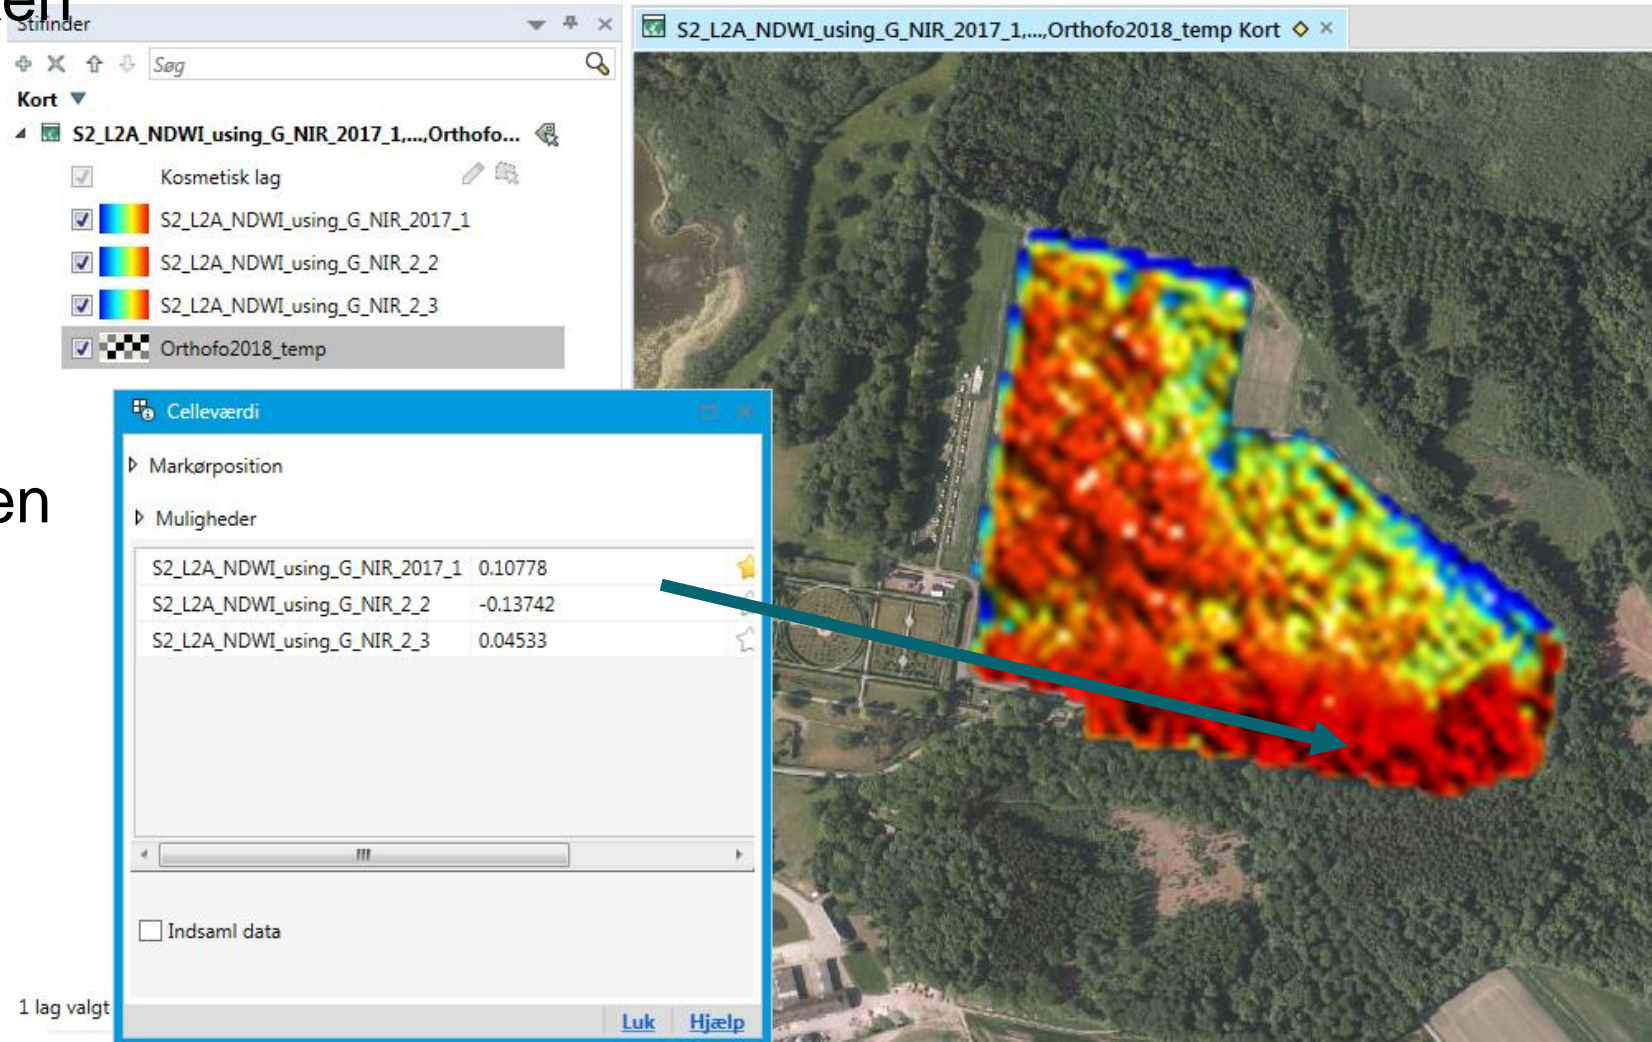 Stifinder
Søg
Kort
S2_L2A_NDWI_using_G_NIR_2017_1,...,Orthofo...
Kosmetisk lag
S2_L2A_NDWI_using_G_NIR_2017_1
S2_L2A_NDWI_using_G_NIR_2_2
S2_L2A_NDWI_using_G_NIR_2_3
Orthofo2018_temp
S2_L2A_NDWI_using_G_NIR_2017_1,...,Orthofo2018_temp Kort
Celleværdi
Markørposition
en
Muligheder
S2_L2A_NDWI_using_G_NIR_2017_1 0.10778
S2_L2A_NDWI_using_G_NIR_2_2 -0.13742
S2_L2A_NDWI_using_G_NIR_2_3 0.04533
Indsaml data
1 lag valgt
Luk Hjælp